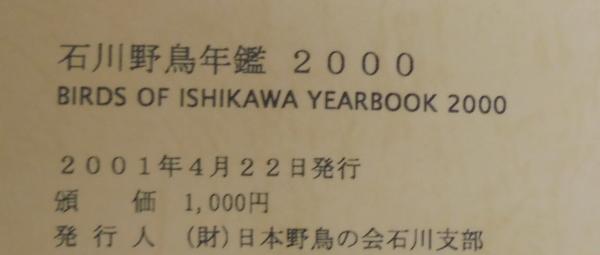 石川野鳥年鑑 ２０００
BIRDS OF ISHIKAWA YEARBOOK 2000
２００１年４月２２日発行
頒　価　1,000円
発 行 人　(財)日本野鳥の会石川支部